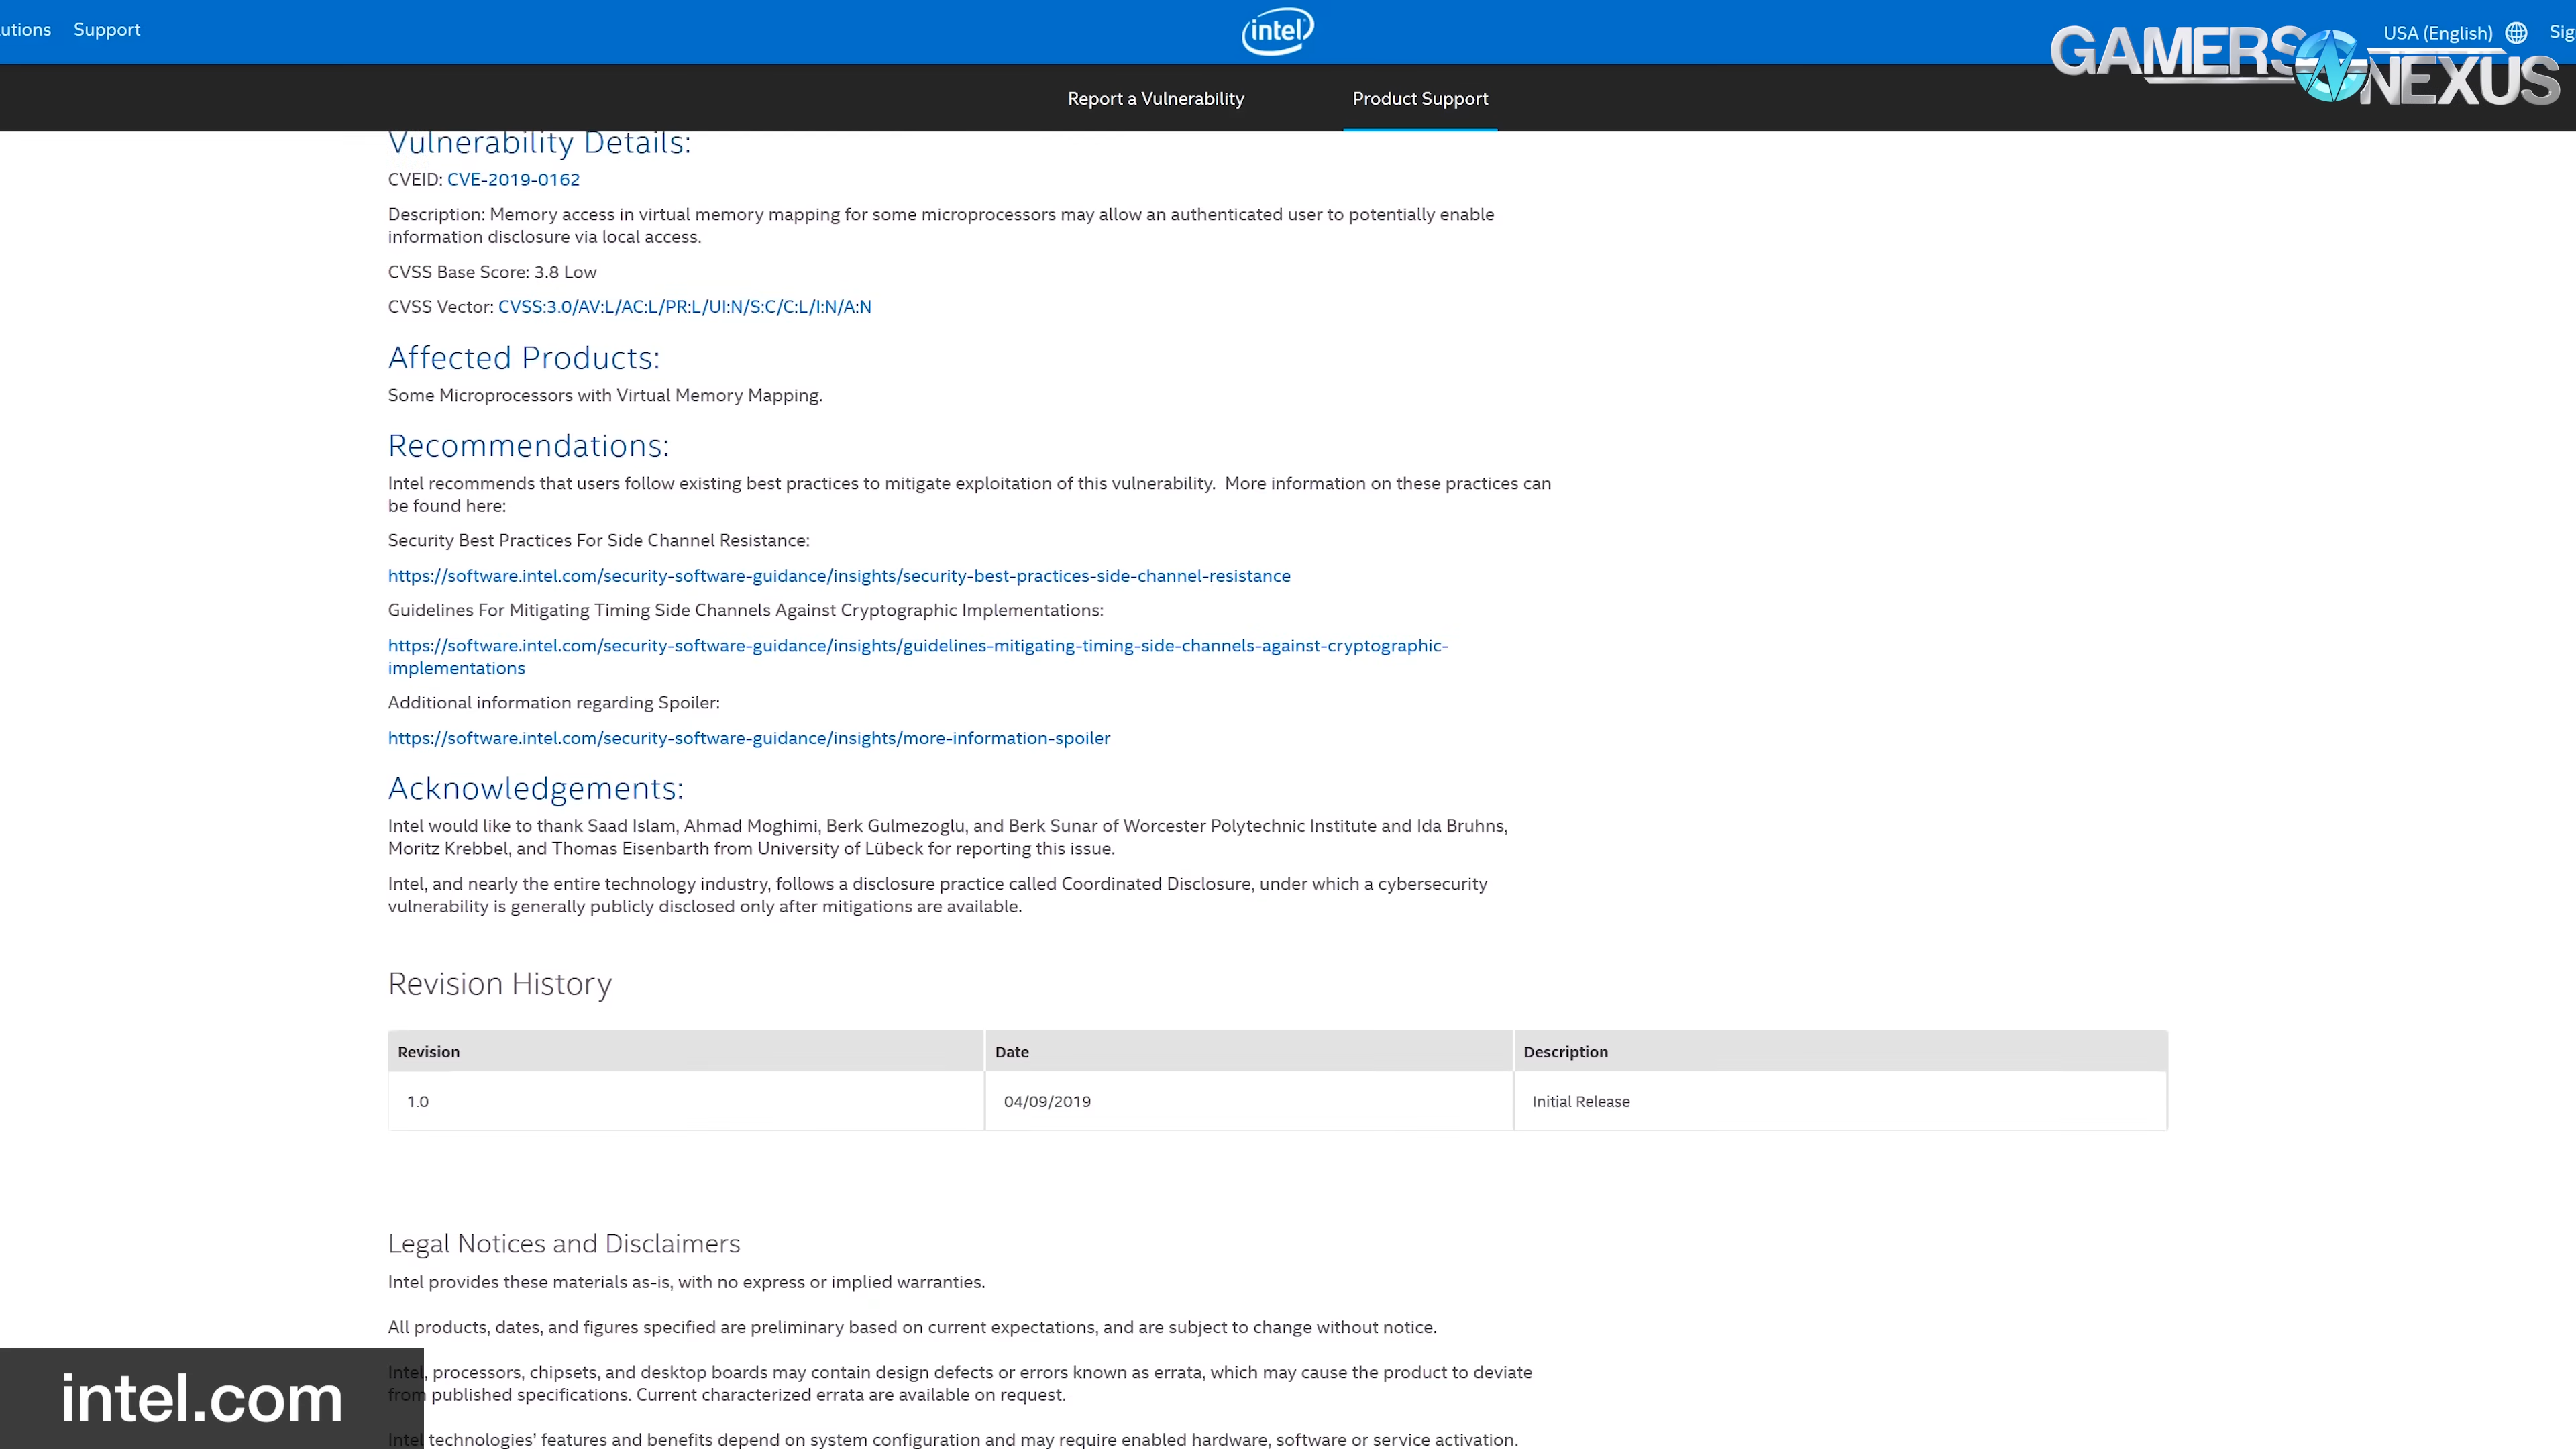 utions Support intel USA (English) Sig
GAMERS NEXUS
Report a Vulnerability Product Support
Vulnerability Details:
CVEID: CVE-2019-0162
Description: Memory access in virtual memory mapping for some microprocessors may allow an authenticated user to potentially enable
information disclosure via local access.
CVSS Base Score: 3.8 Low
CVSS Vector: CVSS:3.0/AV:L/AC:L/PR:L/UI:N/S:C/C:L/I:N/A:N
Affected Products:
Some Microprocessors with Virtual Memory Mapping.
Recommendations:
Intel recommends that users follow existing best practices to mitigate exploitation of this vulnerability. More information on these practices can
be found here:
Security Best Practices For Side Channel Resistance:
https://software.intel.com/security-software-guidance/insights/security-best-practices-side-channel-resistance
Guidelines For Mitigating Timing Side Channels Against Cryptographic Implementations:
https://software.intel.com/security-software-guidance/insights/guidelines-mitigating-timing-side-channels-against-cryptographic-
implementations
Additional information regarding Spoiler:
https://software.intel.com/security-software-guidance/insights/more-information-spoiler
Acknowledgements:
Intel would like to thank Saad Islam, Ahmad Moghimi, Berk Gulmezoglu, and Berk Sunar of Worcester Polytechnic Institute and Ida Bruhns,
Moritz Krebbel, and Thomas Eisenbarth from University of Lübeck for reporting this issue.
Intel, and nearly the entire technology industry, follows a disclosure practice called Coordinated Disclosure, under which a cybersecurity
vulnerability is generally publicly disclosed only after mitigations are available.
Revision History
Revision Date Description
1.0 04/09/2019 Initial Release
Legal Notices and Disclaimers
Intel provides these materials as-is, with no express or implied warranties.
All products, dates, and figures specified are preliminary based on current expectations, and are subject to change without notice.
Intel, processors, chipsets, and desktop boards may contain design defects or errors known as errata, which may cause the product to deviate
from published specifications. Current characterized errata are available on request.
Intel technologies' features and benefits depend on system configuration and may require enabled hardware, software or service activation.
intel.com